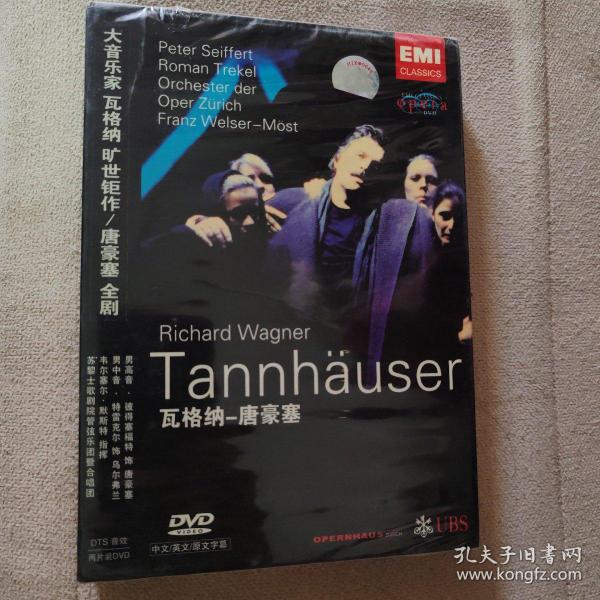 Peter Seiffert
Roman Trekel
Orchester der
Oper Zürich
Franz Welser-Möst
EMI
CLASSICS
DVD
大音乐家 瓦格纳 旷世钜作/唐豪塞 全剧
Richard Wagner
Tannhäuser
瓦格纳-唐豪塞
男高音·彼得塞福特 饰 唐豪塞
男中音·特雷克尔 饰 乌尔弗兰
韦尔塞尔·默斯特 指挥
苏黎士歌剧院管弦乐团暨合唱团
DTS 音效
两片装DVD
DVD
VIDEO
中文/英文/原文字幕
OPERNHAUS ZÜRICH
UBS
孔夫子旧书网
www.kongfz.com